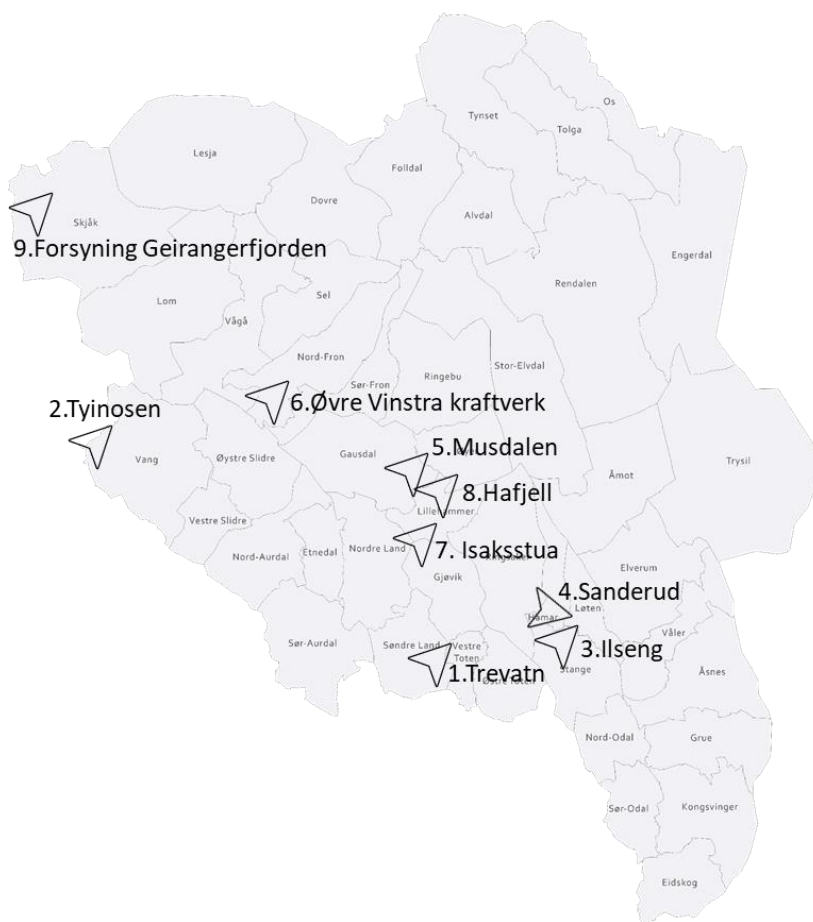 Os
Tynset
Tolga
Lesja
Folldal
Dovre
Alvdal
Skjåk
9.Forsyning Geirangerfjorden
Engerdal
Rendalen
Lom
Sel
Vågå
Nord-Fron
Stor-Elvdal
Ringebu
Sør-Fron
6.Øvre Vinstra kraftverk
2.Tyinosen
5.Musdalen
Gausdal
Øystre Slidre
Vang
Trysil
Åmot
8.Hafjell
Lillehammer
Vestre Slidre
7. Isaksstua
Nordre Land
Etnedal
Nord-Aurdal
Elverum
Gjøvik
4.Sanderud
Løten
Hamar
Våler
Sør-Aurdal
Søndre Land
Vestre
Toten
3.Ilseng
Stange
Åsnes
1.Trevatn
Nord-Odal
Grue
Sør-Odal
Kongsvinger
Eidskog